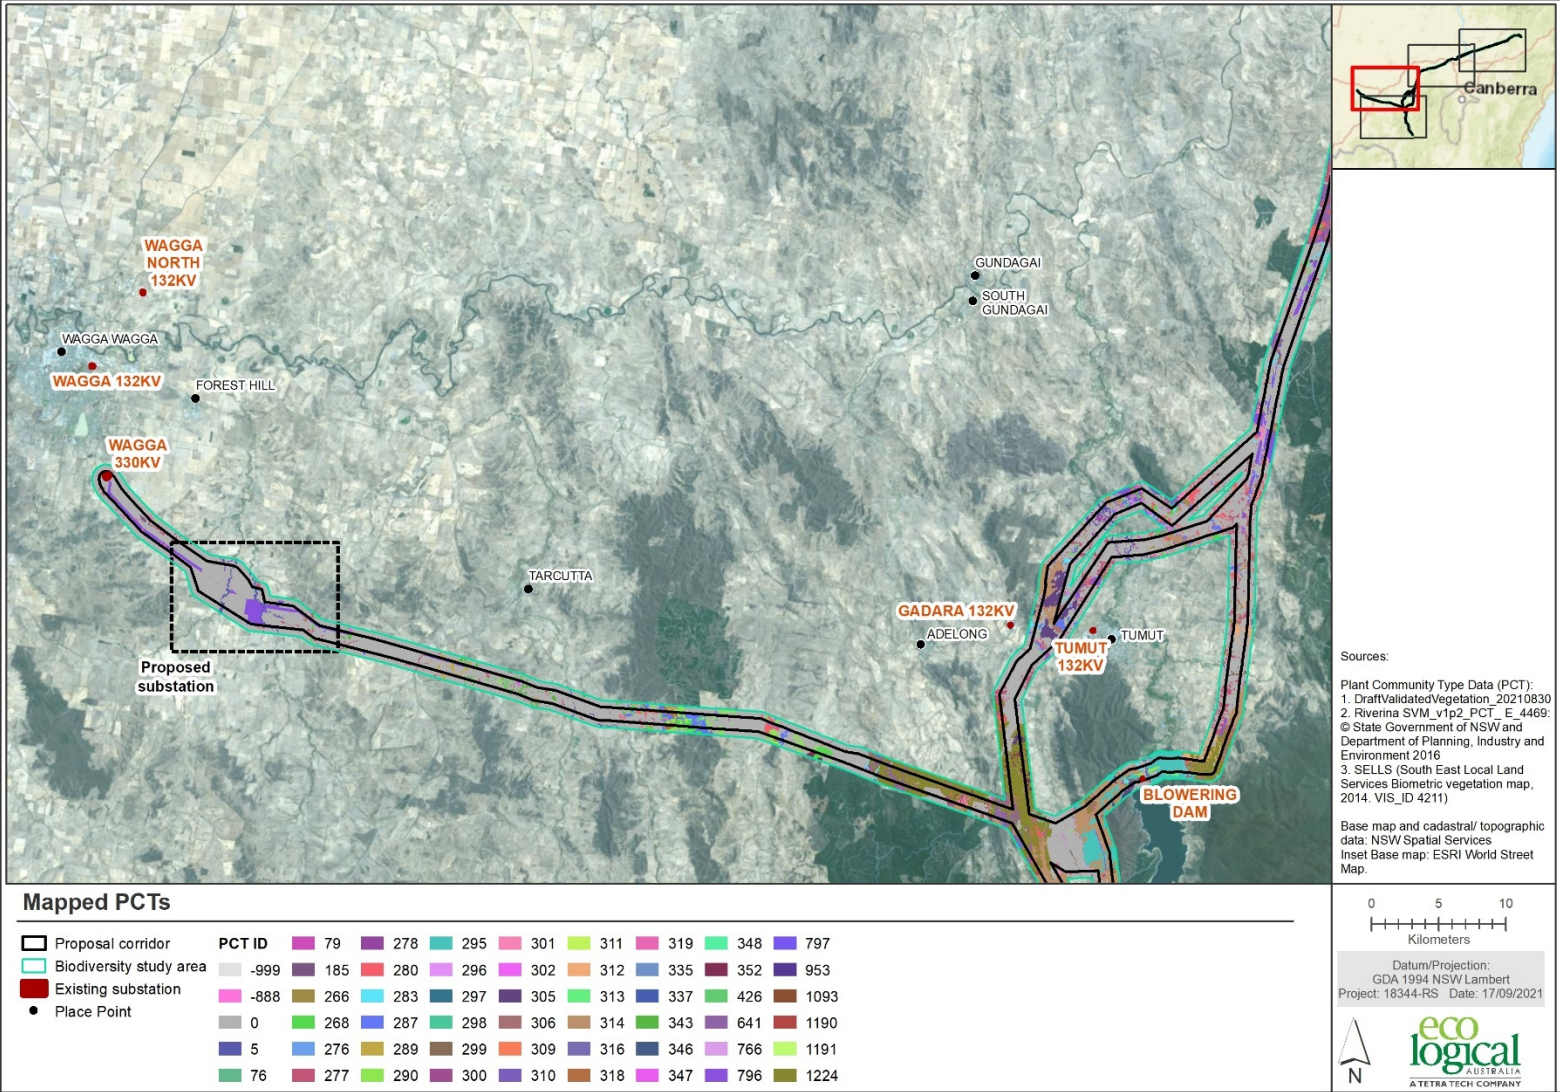 WAGGA
NORTH
132KV
WAGGA WAGGA
WAGGA 132KV
FOREST HILL
WAGGA
330KV
GUNDAGAI
SOUTH
GUNDAGAI
TARCUTTA
Proposed
substation
GADARA 132KV
ADELONG
TUMUT
TUMUT
132KV
BLOWERING
DAM
Canberra
Sources:
Plant Community Type Data (PCT):
1. DraftValidatedVegetation_20210830
2. Riverina SVM_v1p2_PCT_ E_4469:
© State Government of NSW and
Department of Planning, Industry and
Environment 2016
3. SELLS (South East Local Land
Services Biometric vegetation map,
2014. VIS_ID 4211)
Base map and cadastral/ topographic
data: NSW Spatial Services
Inset Base map: ESRI World Street
Map.
Mapped PCTs
Proposal corridor
Biodiversity study area
Existing substation
Place Point
PCT ID
-999
-888
0
5
76
79
185
266
268
276
277
278
280
283
287
289
290
295
296
297
298
299
300
301
302
305
306
309
310
311
312
313
314
316
318
319
335
337
343
346
347
348
352
426
641
766
796
797
953
1093
1190
1191
1224
0 5 10
Kilometers
Datum/Projection:
GDA 1994 NSW Lambert
Project: 18344-RS Date: 17/09/2021
N
eco
logical
AUSTRALIA
A TETRA TECH COMPANY